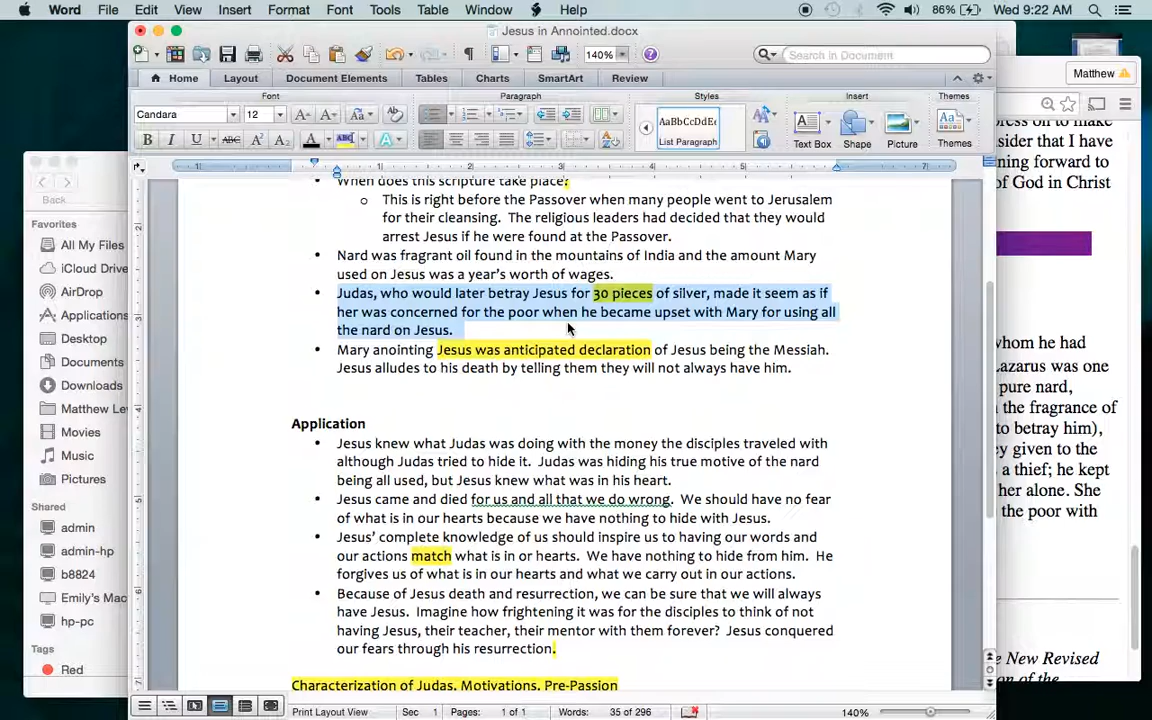 Word File Edit View Insert Format Font Tools Table Window Help 86% Wed 9:22 AM
Jesus in Annointed.docx
140% Search in Document
Home Layout Document Elements Tables Charts SmartArt Review
Font Paragraph Styles Insert Themes
Candara 12
AaBbCcDdEe
List Paragraph Text Box Shape Picture Themes
When does this scripture take place?
o This is right before the Passover when many people went to Jerusalem
for their cleansing. The religious leaders had decided that they would
arrest Jesus if he were found at the Passover.
• Nard was fragrant oil found in the mountains of India and the amount Mary
used on Jesus was a year's worth of wages.
• Judas, who would later betray Jesus for 30 pieces of silver, made it seem as if
her was concerned for the poor when he became upset with Mary for using all
the nard on Jesus.
• Mary anointing Jesus was anticipated declaration of Jesus being the Messiah.
Jesus alludes to his death by telling them they will not always have him.
Application
• Jesus knew what Judas was doing with the money the disciples traveled with
although Judas tried to hide it. Judas was hiding his true motive of the nard
being all used, but Jesus knew what was in his heart.
• Jesus came and died for us and all that we do wrong. We should have no fear
of what is in our hearts because we have nothing to hide with Jesus.
• Jesus' complete knowledge of us should inspire us to having our words and
our actions match what is in or hearts. We have nothing to hide from him. He
forgives us of what is in our hearts and what we carry out in our actions.
• Because of Jesus death and resurrection, we can be sure that we will always
have Jesus. Imagine how frightening it was for the disciples to think of not
having Jesus, their teacher, their mentor with them forever? Jesus conquered
our fears through his resurrection.
Characterization of Judas. Motivations. Pre-Passion
Print Layout View Sec 1 Pages: 1 of 1 Words: 35 of 296 140%
Back
Favorites
All My Files
iCloud Drive
AirDrop
Applications
Desktop
Documents
Downloads
Matthew Le
Movies
Music
Pictures
Shared
admin
admin-hp
b8824
Emily's Mac
hp-pc
Tags
Red
Matthew
press on to make
nsider that I have
ning forward to
of God in Christ
whom he had
Lazarus was one
pure nard,
the fragrance of
to betray him),
ey given to the
a thief; he kept
her alone. She
the poor with
e New Revised